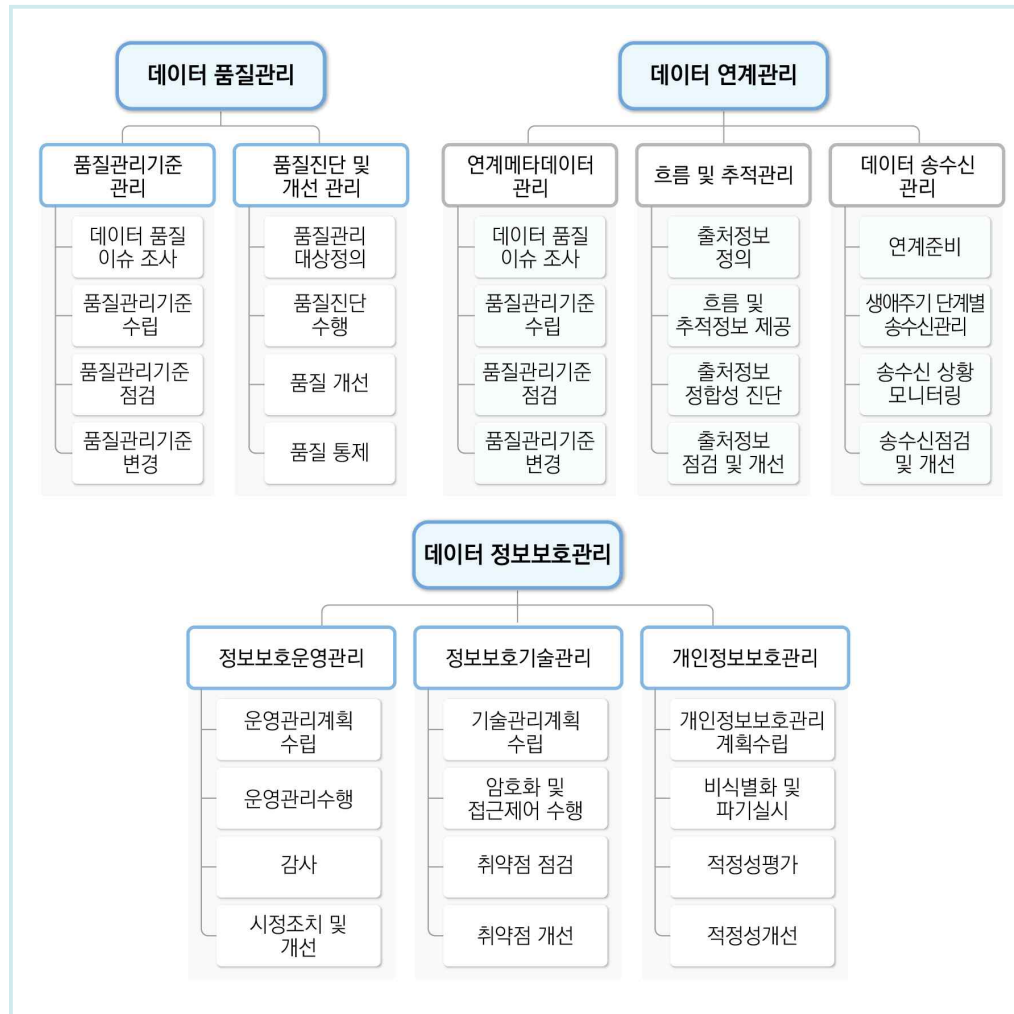 데이터 품질관리
품질관리기준
관리
데이터 품질
이슈 조사
품질관리기준
수립
품질관리기준
점검
품질관리기준
변경
품질진단 및
개선 관리
품질관리
대상정의
품질진단
수행
품질 개선
품질 통제
데이터 연계관리
연계메타데이터
관리
데이터 품질
이슈 조사
품질관리기준
수립
품질관리기준
점검
품질관리기준
변경
흐름 및 추적관리
출처정보
정의
흐름 및
추적정보 제공
출처정보
정합성 진단
출처정보
점검 및 개선
데이터 송수신
관리
연계준비
생애주기 단계별
송수신관리
송수신 상황
모니터링
송수신점검
및 개선
데이터 정보보호관리
정보보호운영관리
운영관리계획
수립
운영관리수행
감사
시정조치 및
개선
정보보호기술관리
기술관리계획
수립
암호화 및
접근제어 수행
취약점 점검
취약점 개선
개인정보보호관리
개인정보보호관리
계획수립
비식별화 및
파기실시
적정성평가
적정성개선